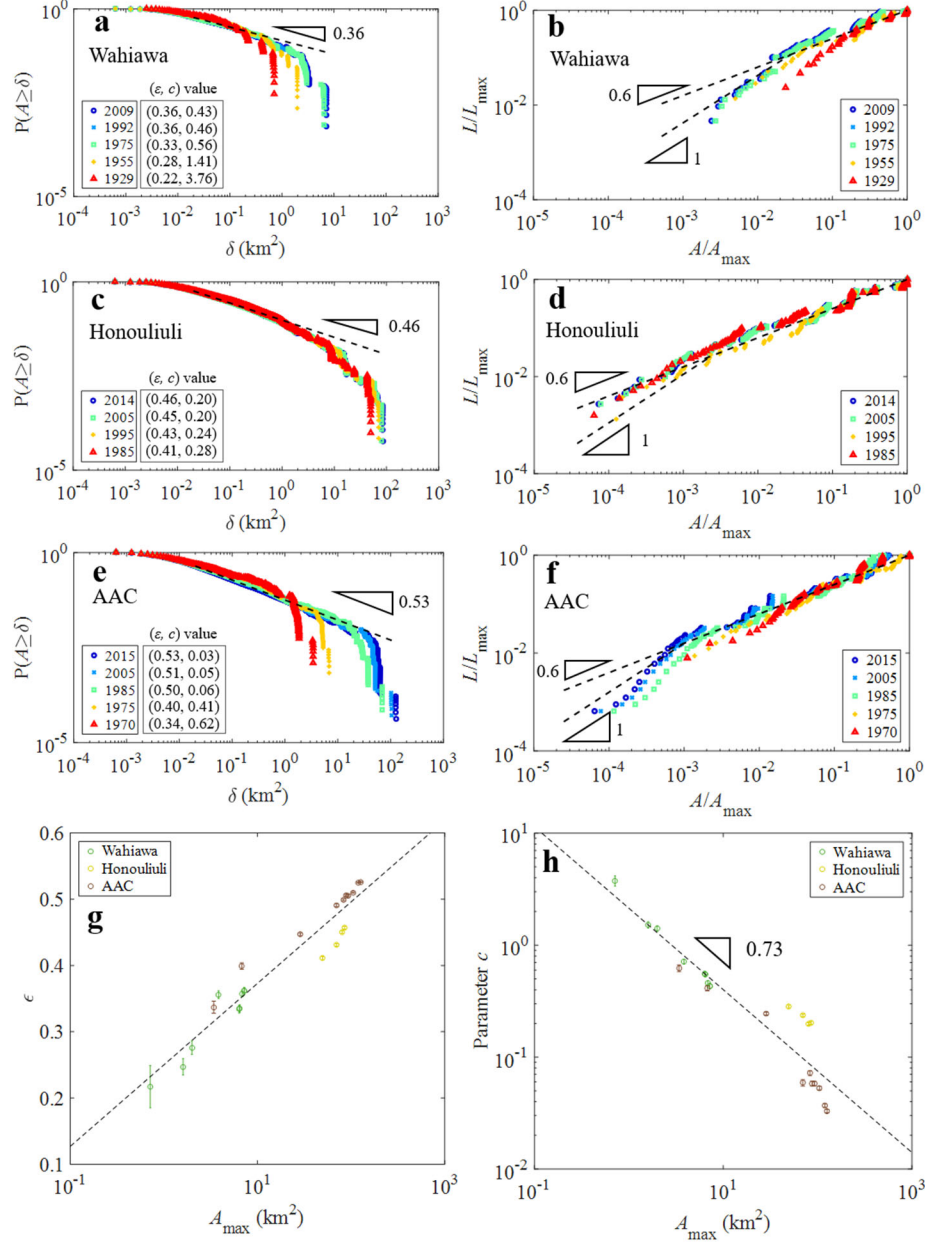 a
Wahiawa
0.36
P(A≥δ)
(ε, c) value
2009 (0.36, 0.43)
1992 (0.36, 0.46)
1975 (0.33, 0.56)
1955 (0.28, 1.41)
1929 (0.22, 3.76)
10^0
10^-5
10^-4 10^-3 10^-2 10^-1 10^0 10^1 10^2 10^3
δ (km^2)
b
Wahiawa
0.6
1
L/L_max
2009
1992
1975
1955
1929
10^0
10^-2
10^-4
10^-5 10^-4 10^-3 10^-2 10^-1 10^0
A/A_max
c
Honouliuli
0.46
P(A≥δ)
(ε, c) value
2014 (0.46, 0.20)
2005 (0.45, 0.20)
1995 (0.43, 0.24)
1985 (0.41, 0.28)
10^0
10^-5
10^-4 10^-3 10^-2 10^-1 10^0 10^1 10^2 10^3
δ (km^2)
d
Honouliuli
0.6
1
L/L_max
2014
2005
1995
1985
10^0
10^-2
10^-4
10^-5 10^-4 10^-3 10^-2 10^-1 10^0
A/A_max
e
AAC
0.53
P(A≥δ)
(ε, c) value
2015 (0.53, 0.03)
2005 (0.51, 0.05)
1985 (0.50, 0.06)
1975 (0.40, 0.41)
1970 (0.34, 0.62)
10^0
10^-5
10^-4 10^-3 10^-2 10^-1 10^0 10^1 10^2 10^3
δ (km^2)
f
AAC
0.6
1
L/L_max
2015
2005
1985
1975
1970
10^0
10^-2
10^-4
10^-5 10^-4 10^-3 10^-2 10^-1 10^0
A/A_max
g
Wahiawa
Honouliuli
AAC
ϵ
0.6
0.5
0.4
0.3
0.2
0.1
10^-1 10^1 10^3
A_max (km^2)
h
Wahiawa
Honouliuli
AAC
0.73
Parameter c
10^1
10^0
10^-1
10^-2
10^-1 10^1 10^3
A_max (km^2)